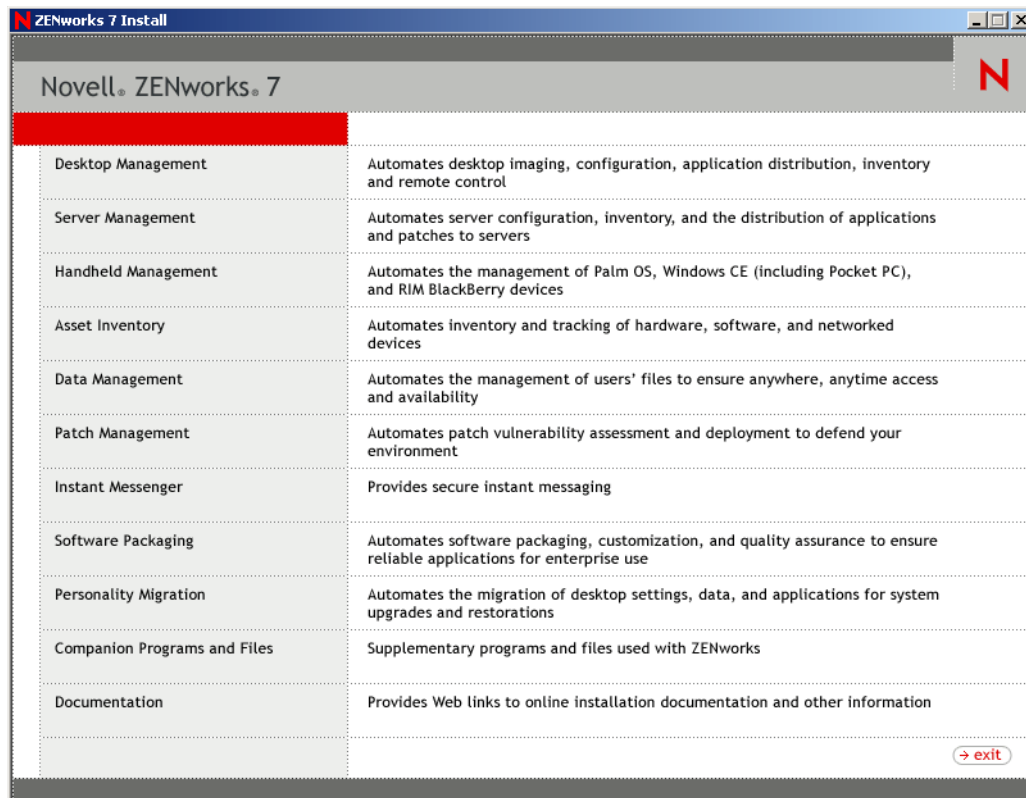 ZENworks 7 Install
Novell® ZENworks® 7
N
Desktop Management
Automates desktop imaging, configuration, application distribution, inventory
and remote control
Server Management
Automates server configuration, inventory, and the distribution of applications
and patches to servers
Handheld Management
Automates the management of Palm OS, Windows CE (including Pocket PC),
and RIM BlackBerry devices
Asset Inventory
Automates inventory and tracking of hardware, software, and networked
devices
Data Management
Automates the management of users’ files to ensure anywhere, anytime access
and availability
Patch Management
Automates patch vulnerability assessment and deployment to defend your
environment
Instant Messenger
Provides secure instant messaging
Software Packaging
Automates software packaging, customization, and quality assurance to ensure
reliable applications for enterprise use
Personality Migration
Automates the migration of desktop settings, data, and applications for system
upgrades and restorations
Companion Programs and Files
Supplementary programs and files used with ZENworks
Documentation
Provides Web links to online installation documentation and other information
→ exit